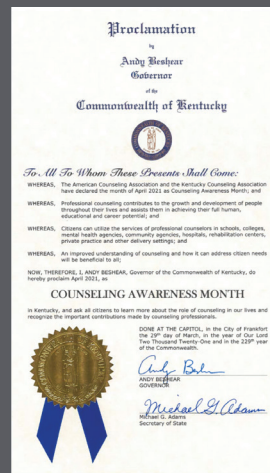 Proclamation
by
Andy Beshear
Governor
of the
Commonwealth of Kentucky
To All To Whom These Presents Shall Come:
WHEREAS, The American Counseling Association and the Kentucky Counseling Association
have declared the month of April 2021 as Counseling Awareness Month; and
WHEREAS, Professional counseling contributes to the growth and development of people
throughout their lives and assists them in achieving their full human,
educational and career potential; and
WHEREAS, Citizens can utilize the services of professional counselors in schools, colleges,
mental health agencies, community agencies, hospitals, rehabilitation centers,
private practice and other delivery settings; and
WHEREAS, An improved understanding of counseling and how it can address citizen needs
will be beneficial to all;
NOW, THEREFORE, I, ANDY BESHEAR, Governor of the Commonwealth of Kentucky, do
hereby proclaim April 2021, as
COUNSELING AWARENESS MONTH
in Kentucky, and ask all citizens to learn more about the role of counseling in our lives and
recognize the important contributions made by counseling professionals.
DONE AT THE CAPITOL, in the City of Frankfort
the 29th day of March, in the year of Our Lord
Two Thousand Twenty-One and in the 229th year
of the Commonwealth.
Andy Beshear
ANDY BESHEAR
GOVERNOR
Michael G. Adams
Michael G. Adams
Secretary of State